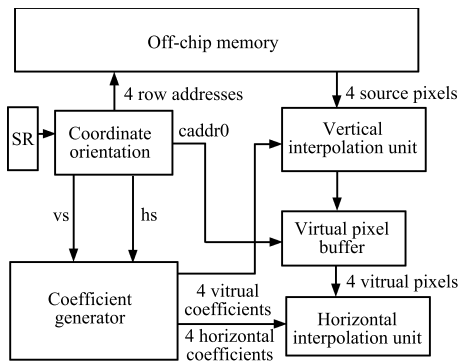 Off-chip memory
4 row addresses
4 source pixels
SR
Coordinate
orientation
caddr0
Vertical
interpolation unit
vs
hs
Virtual pixel
buffer
4 vitrual pixels
Coefficient
generator
4 vitrual
coefficients
4 horizontal
coefficients
Horizontal
interpolation unit